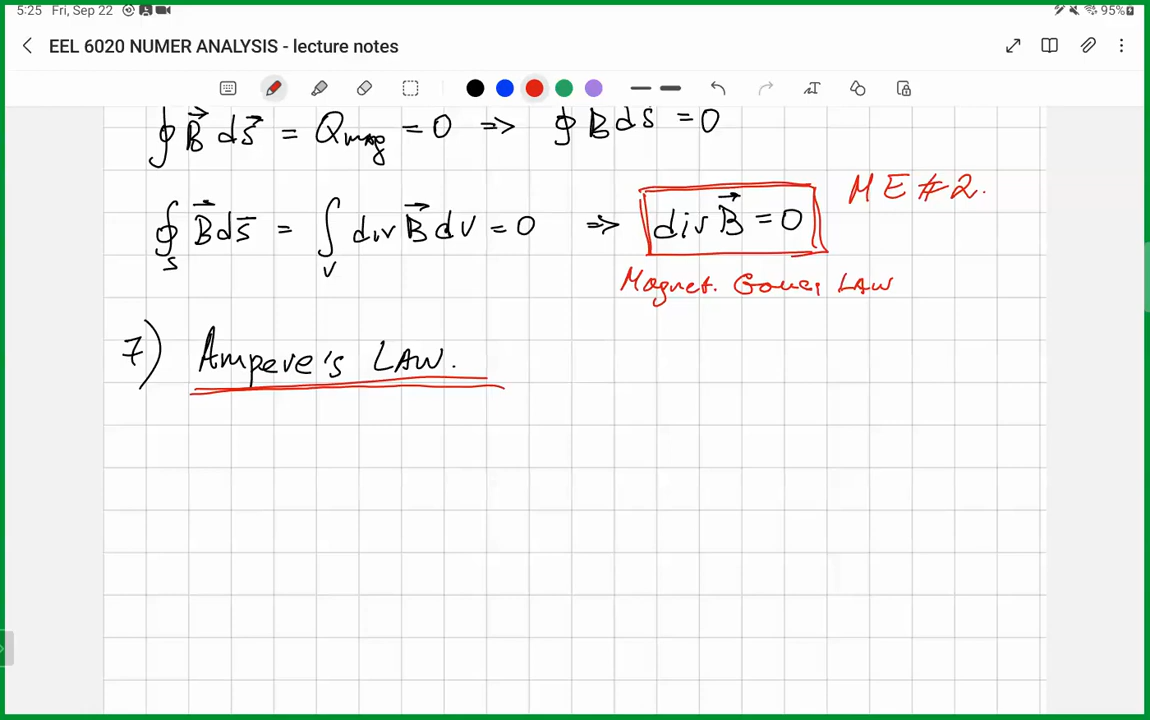 5:25 Fri, Sep 22 95%
EEL 6020 NUMER ANALYSIS - lecture notes
∮ B⃗ ds⃗ = Qmag = 0 => ∮ B ds = 0
ME #2.
∮s B⃗ ds̅ = ∫v div B⃗ dv = 0 => div B⃗ = 0
Magnet. Gauss LAW
7) Ampere's LAW.